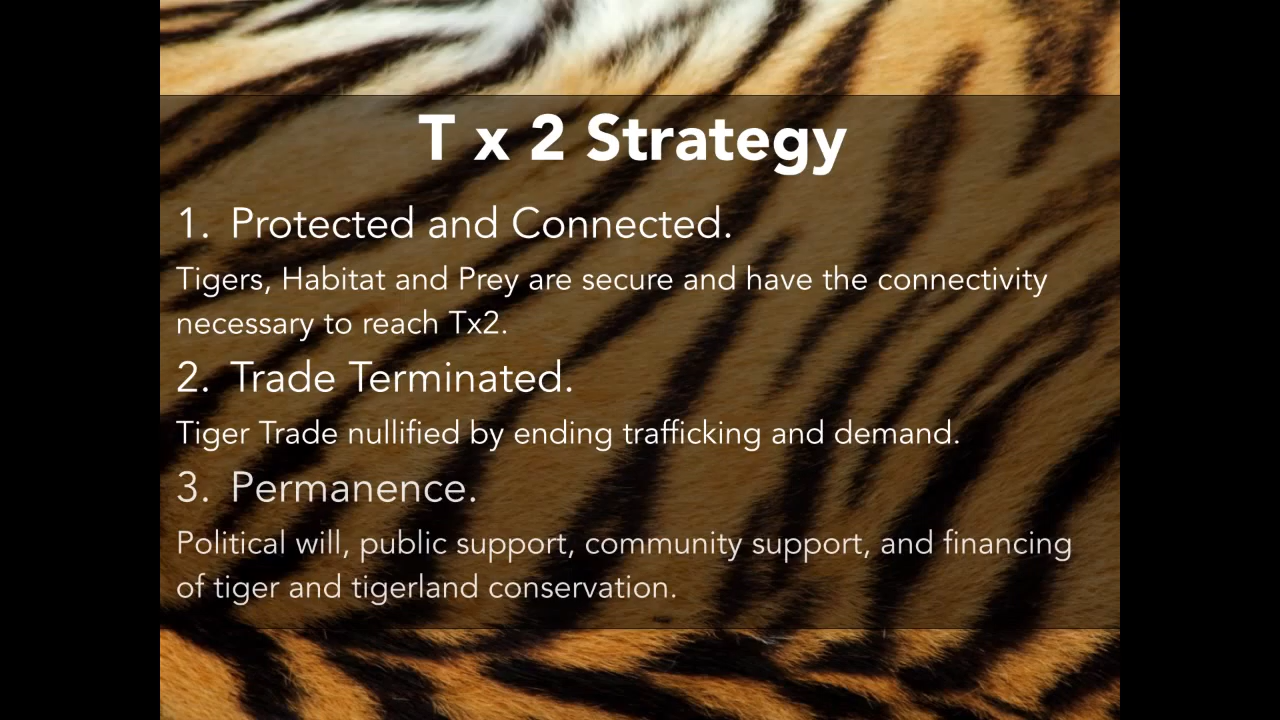 T x 2 Strategy
1. Protected and Connected.
Tigers, Habitat and Prey are secure and have the connectivity
necessary to reach Tx2.
2. Trade Terminated.
Tiger Trade nullified by ending trafficking and demand.
3. Permanence.
Political will, public support, community support, and financing
of tiger and tigerland conservation.